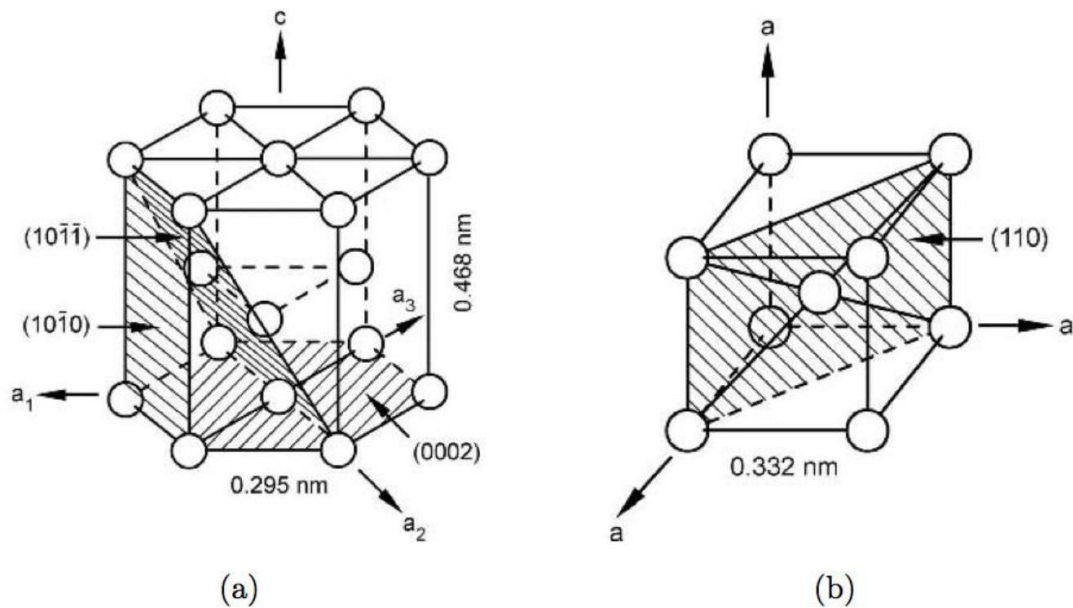 c
a
(101̄1̄)
(101̄0)
a₁
0.468 nm
a₃
(0002)
0.295 nm
a₂
(a)
a
(110)
a
0.332 nm
a
(b)